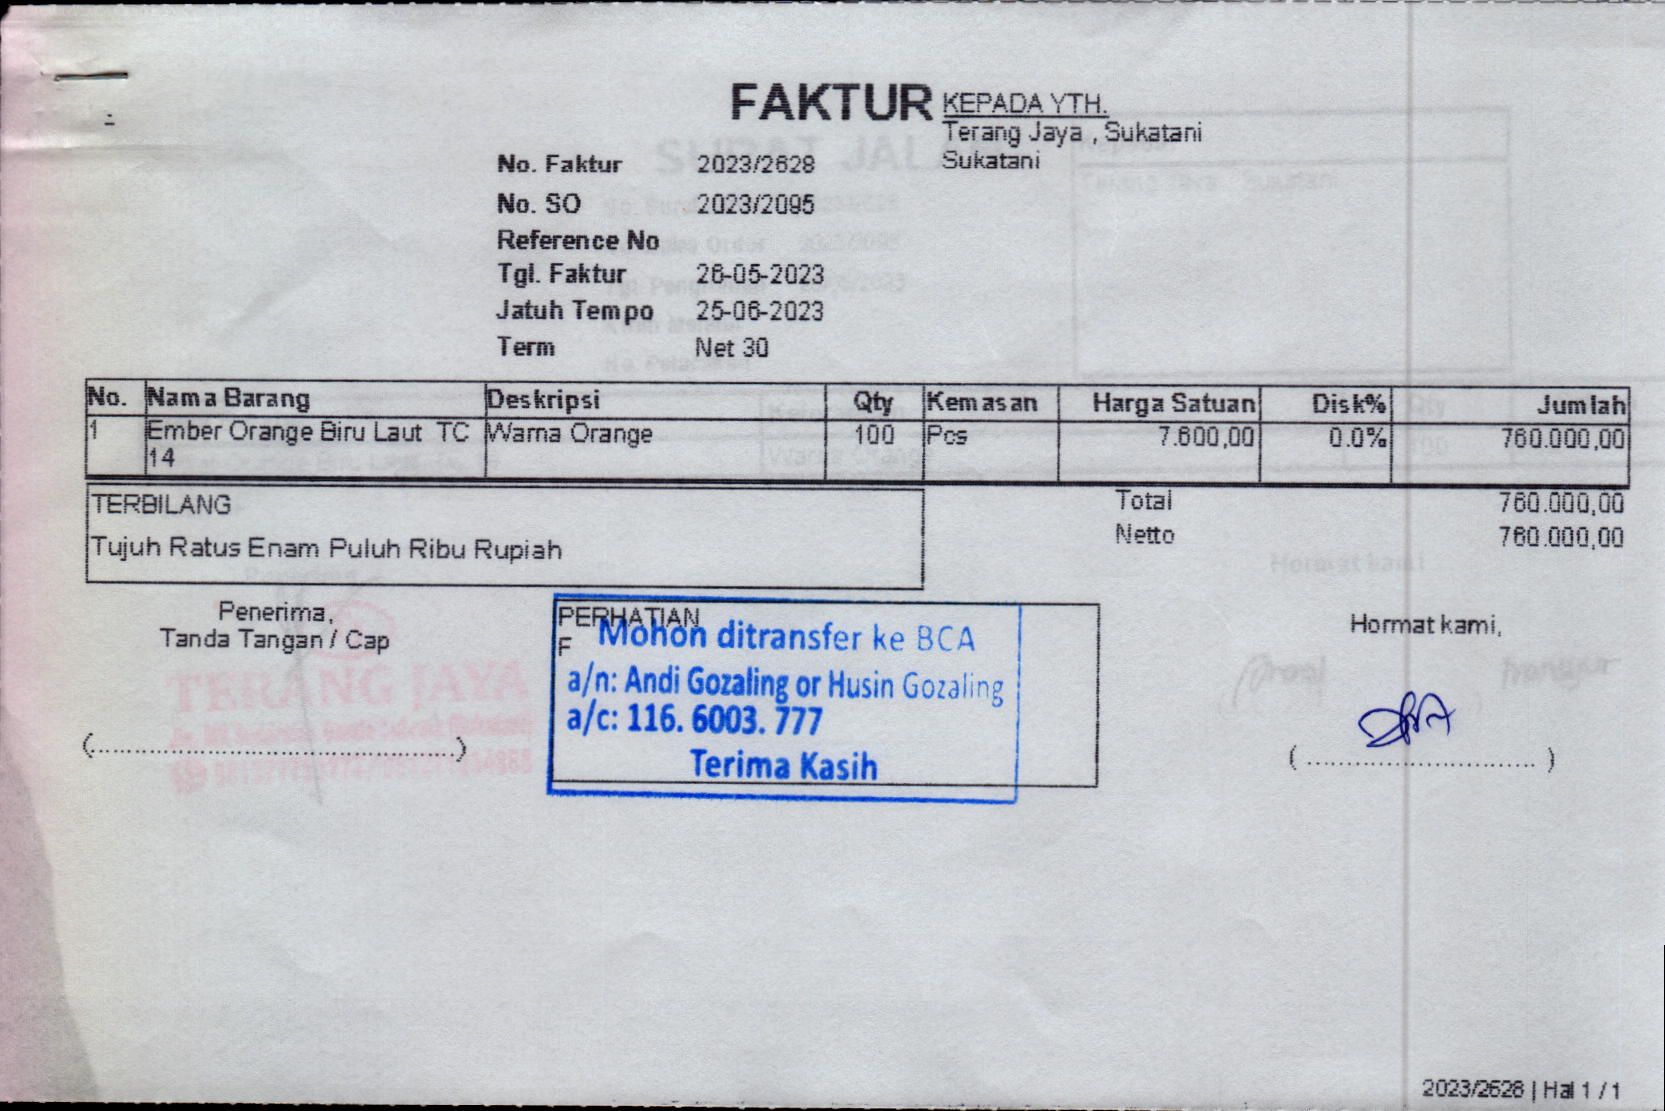 FAKTUR
KEPADA YTH.
Terang Jaya , Sukatani
Sukatani
No. Faktur 2023/2628
No. SO 2023/2095
Reference No
Tgl. Faktur 26-05-2023
Jatuh Tempo 25-06-2023
Term Net 30
No. Nama Barang Deskripsi Qty Kemasan Harga Satuan Disk% Jumlah
1 Ember Orange Biru Laut TC Warna Orange 100 Pcs 7.600,00 0.0% 760.000,00
14
TERBILANG
Tujuh Ratus Enam Puluh Ribu Rupiah
Total 760.000,00
Netto 760.000,00
Penerima,
Tanda Tangan / Cap
TERANG JAYA
PERHATIAN
F
Mohon ditransfer ke BCA
a/n: Andi Gozaling or Husin Gozaling
a/c: 116. 6003. 777
Terima Kasih
Hormat kami,
2023/2628 | Hal 1 / 1